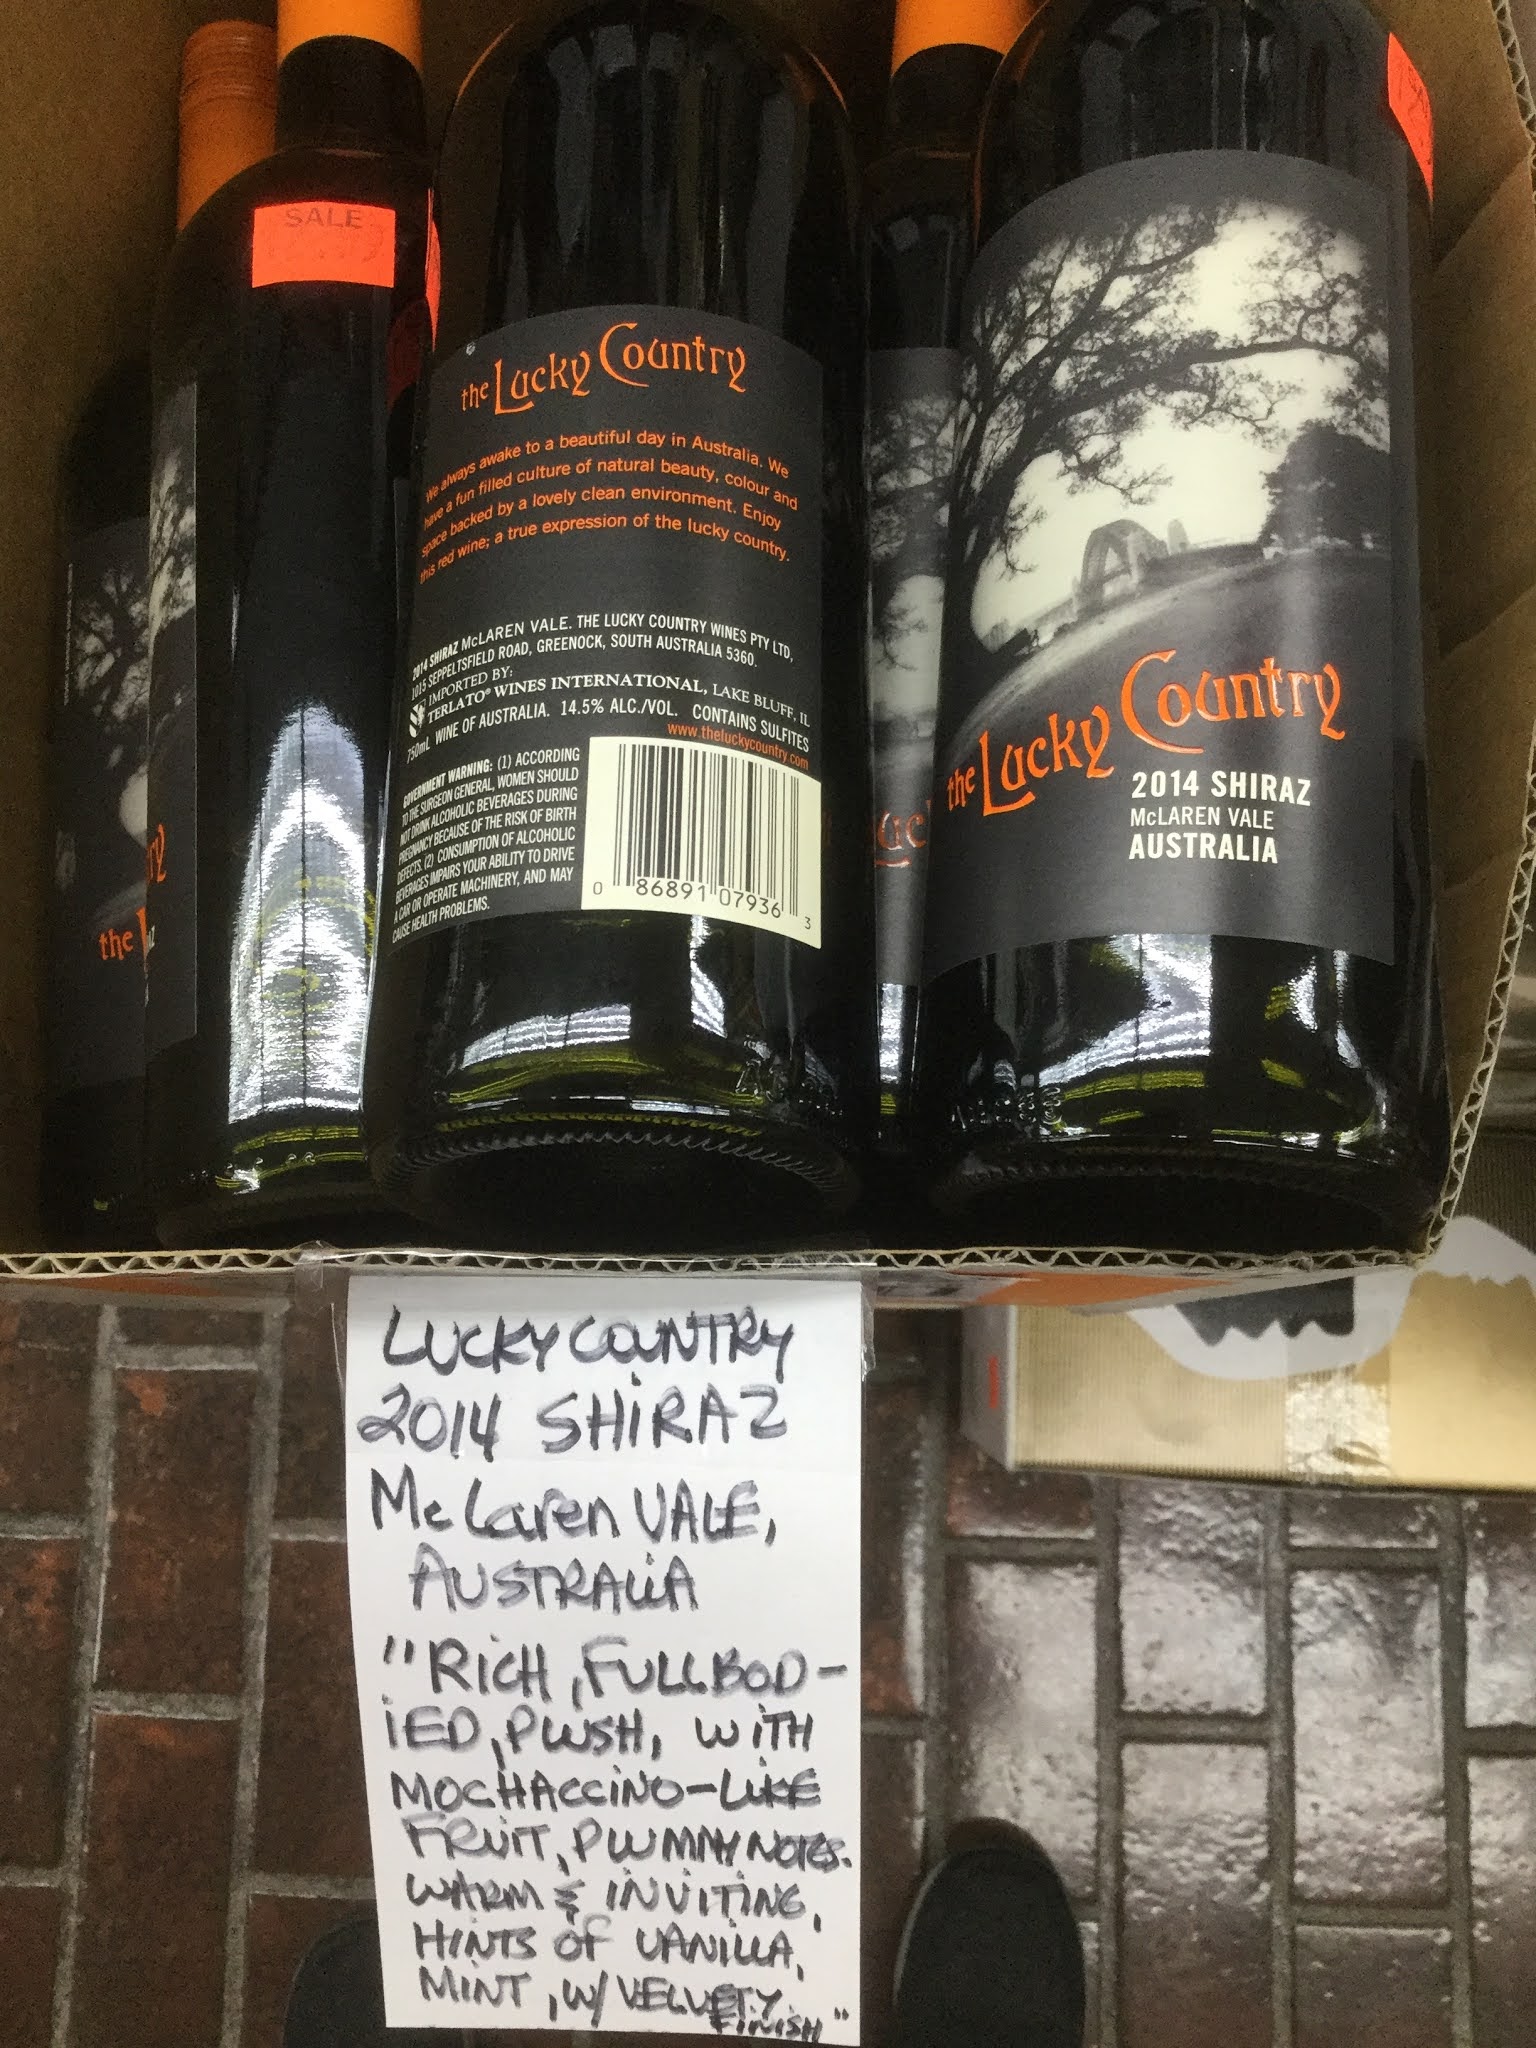 SALE
the Lucky Country
We always awake to a beautiful day in Australia. We
have a fun filled culture of natural beauty, colour and
space backed by a lovely clean environment. Enjoy
this red wine; a true expression of the lucky country.
2014 SHIRAZ McLAREN VALE. THE LUCKY COUNTRY WINES PTY LTD,
1015 SEPPELTSFIELD ROAD, GREENOCK, SOUTH AUSTRALIA 5360.
IMPORTED BY:
TERLATO® WINES INTERNATIONAL, LAKE BLUFF, IL
750mL WINE OF AUSTRALIA. 14.5% ALC./VOL. CONTAINS SULFITES
www.theluckycountry.com
GOVERNMENT WARNING: (1) ACCORDING
TO THE SURGEON GENERAL, WOMEN SHOULD
NOT DRINK ALCOHOLIC BEVERAGES DURING
PREGNANCY BECAUSE OF THE RISK OF BIRTH
DEFECTS. (2) CONSUMPTION OF ALCOHOLIC
BEVERAGES IMPAIRS YOUR ABILITY TO DRIVE
A CAR OR OPERATE MACHINERY, AND MAY
CAUSE HEALTH PROBLEMS.
0 86891 07936 3
the Lucky Country
2014 SHIRAZ
McLAREN VALE
AUSTRALIA
the
LUCKY COUNTRY
2014 SHIRAZ
McLaren VALE,
AUSTRALIA
"RICH, FULLBOD-
IED, PLUSH, WITH
MOCHACCINO-LIKE
FRUIT, PLUMMY NOTES.
WARM & INVITING,
HINTS OF VANILLA,
MINT, W/ VELVETY
FINISH"